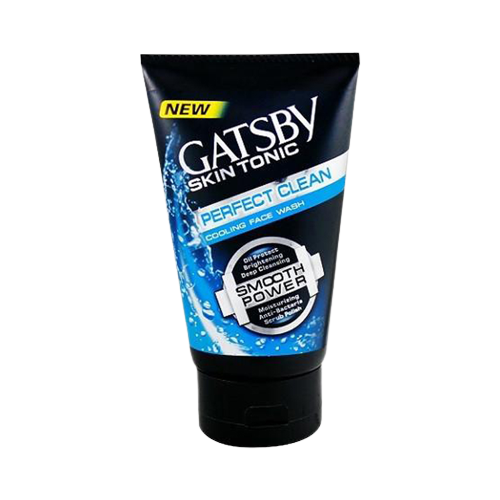 NEW
GATSBY
SKIN TONIC
PERFECT CLEAN
COOLING FACE WASH
Oil Protect
Brightening
Deep Cleansing
SMOOTH
POWER
Moisturizing
Anti-Bacteria
Scrub Polish